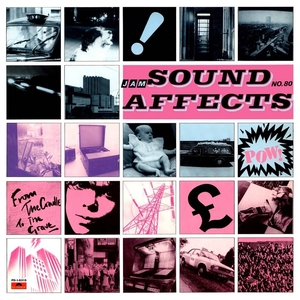 !
JAM
SOUND
NO.80
AFFECTS
POW!
From
The Cradle
To The
Grave
£